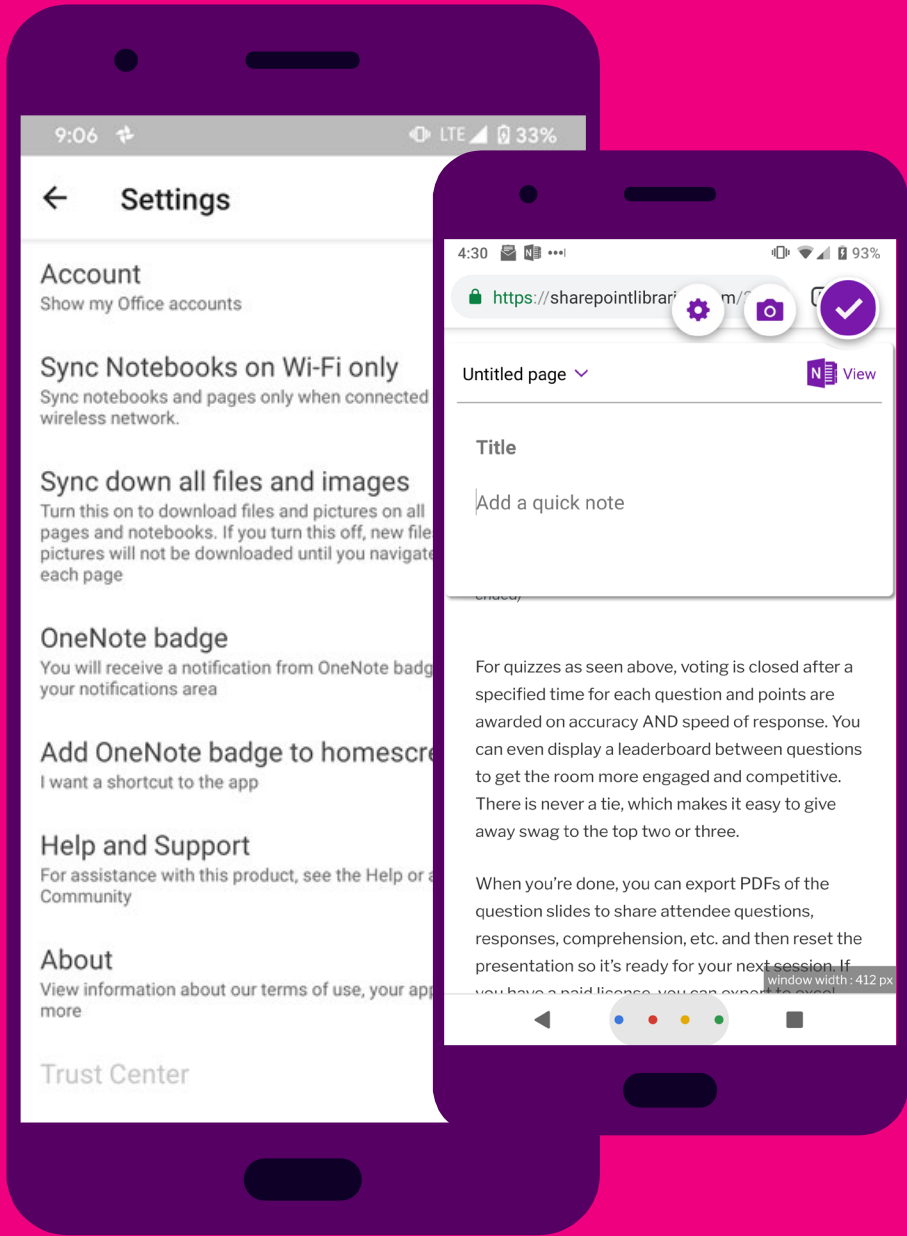 9:06 LTE 33%
Settings
Account
Show my Office accounts
Sync Notebooks on Wi-Fi only
Sync notebooks and pages only when connected
wireless network.
Sync down all files and images
Turn this on to download files and pictures on all
pages and notebooks. If you turn this off, new file
pictures will not be downloaded until you navigate
each page
OneNote badge
You will receive a notification from OneNote badg
your notifications area
Add OneNote badge to homescre
I want a shortcut to the app
Help and Support
For assistance with this product, see the Help or a
Community
About
View information about our terms of use, your app
more
Trust Center
4:30 N 93%
https://sharepointlibrari m/
Untitled page
N View
Title
Add a quick note
ended)
For quizzes as seen above, voting is closed after a
specified time for each question and points are
awarded on accuracy AND speed of response. You
can even display a leaderboard between questions
to get the room more engaged and competitive.
There is never a tie, which makes it easy to give
away swag to the top two or three.
When you're done, you can export PDFs of the
question slides to share attendee questions,
responses, comprehension, etc. and then reset the
presentation so it's ready for your next session. If
you have a paid license, you can export to excel
window width : 412 px